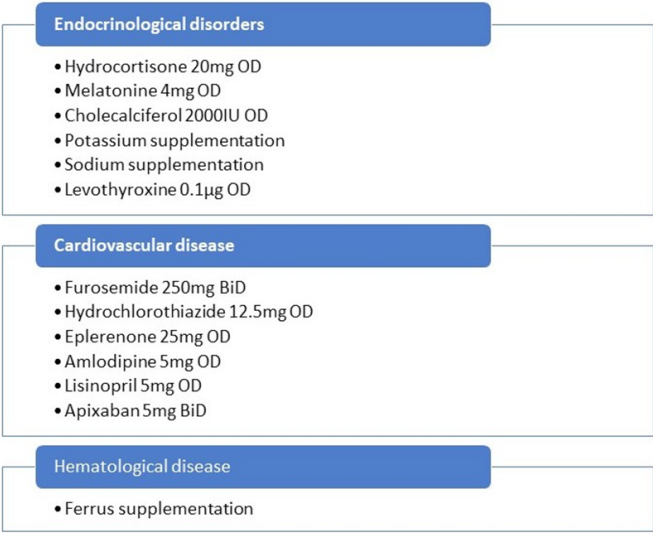 Endocrinological disorders
• Hydrocortisone 20mg OD
• Melatonine 4mg OD
• Cholecalciferol 2000IU OD
• Potassium supplementation
• Sodium supplementation
• Levothyroxine 0.1µg OD
Cardiovascular disease
• Furosemide 250mg BiD
• Hydrochlorothiazide 12.5mg OD
• Eplerenone 25mg OD
• Amlodipine 5mg OD
• Lisinopril 5mg OD
• Apixaban 5mg BiD
Hematological disease
• Ferrus supplementation